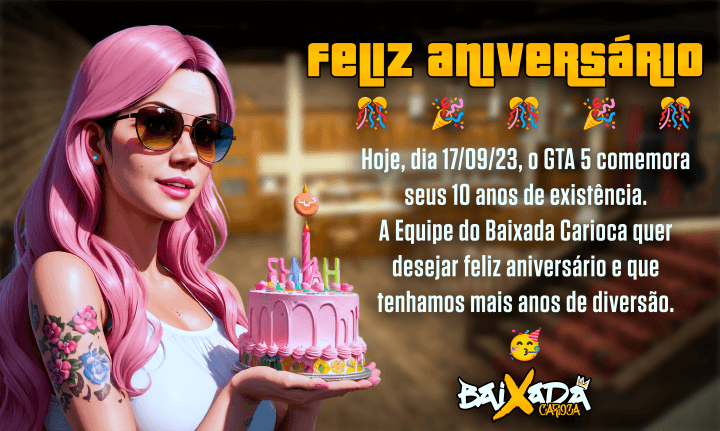 FELIZ ANIVERSÁRIO
Hoje, dia 17/09/23, o GTA 5 comemora
seus 10 anos de existência.
A Equipe do Baixada Carioca quer
desejar feliz aniversário e que
tenhamos mais anos de diversão.
BAIXADA
CARIOCA